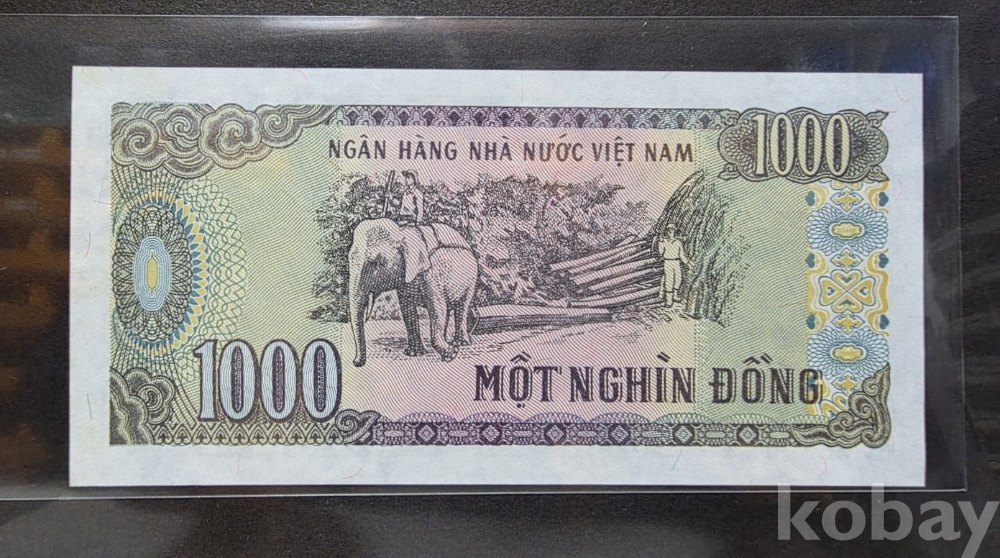 NGÂN HÀNG NHÀ NƯỚC VIỆT NAM
1000
1000
MỘT NGHÌN ĐỒNG
kobay